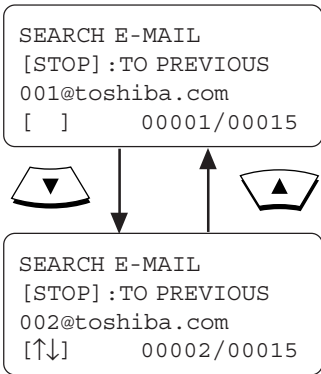 SEARCH E-MAIL
[STOP] :TO PREVIOUS
001@toshiba.com
[  ] 00001/00015
SEARCH E-MAIL
[STOP] :TO PREVIOUS
002@toshiba.com
[↑↓] 00002/00015